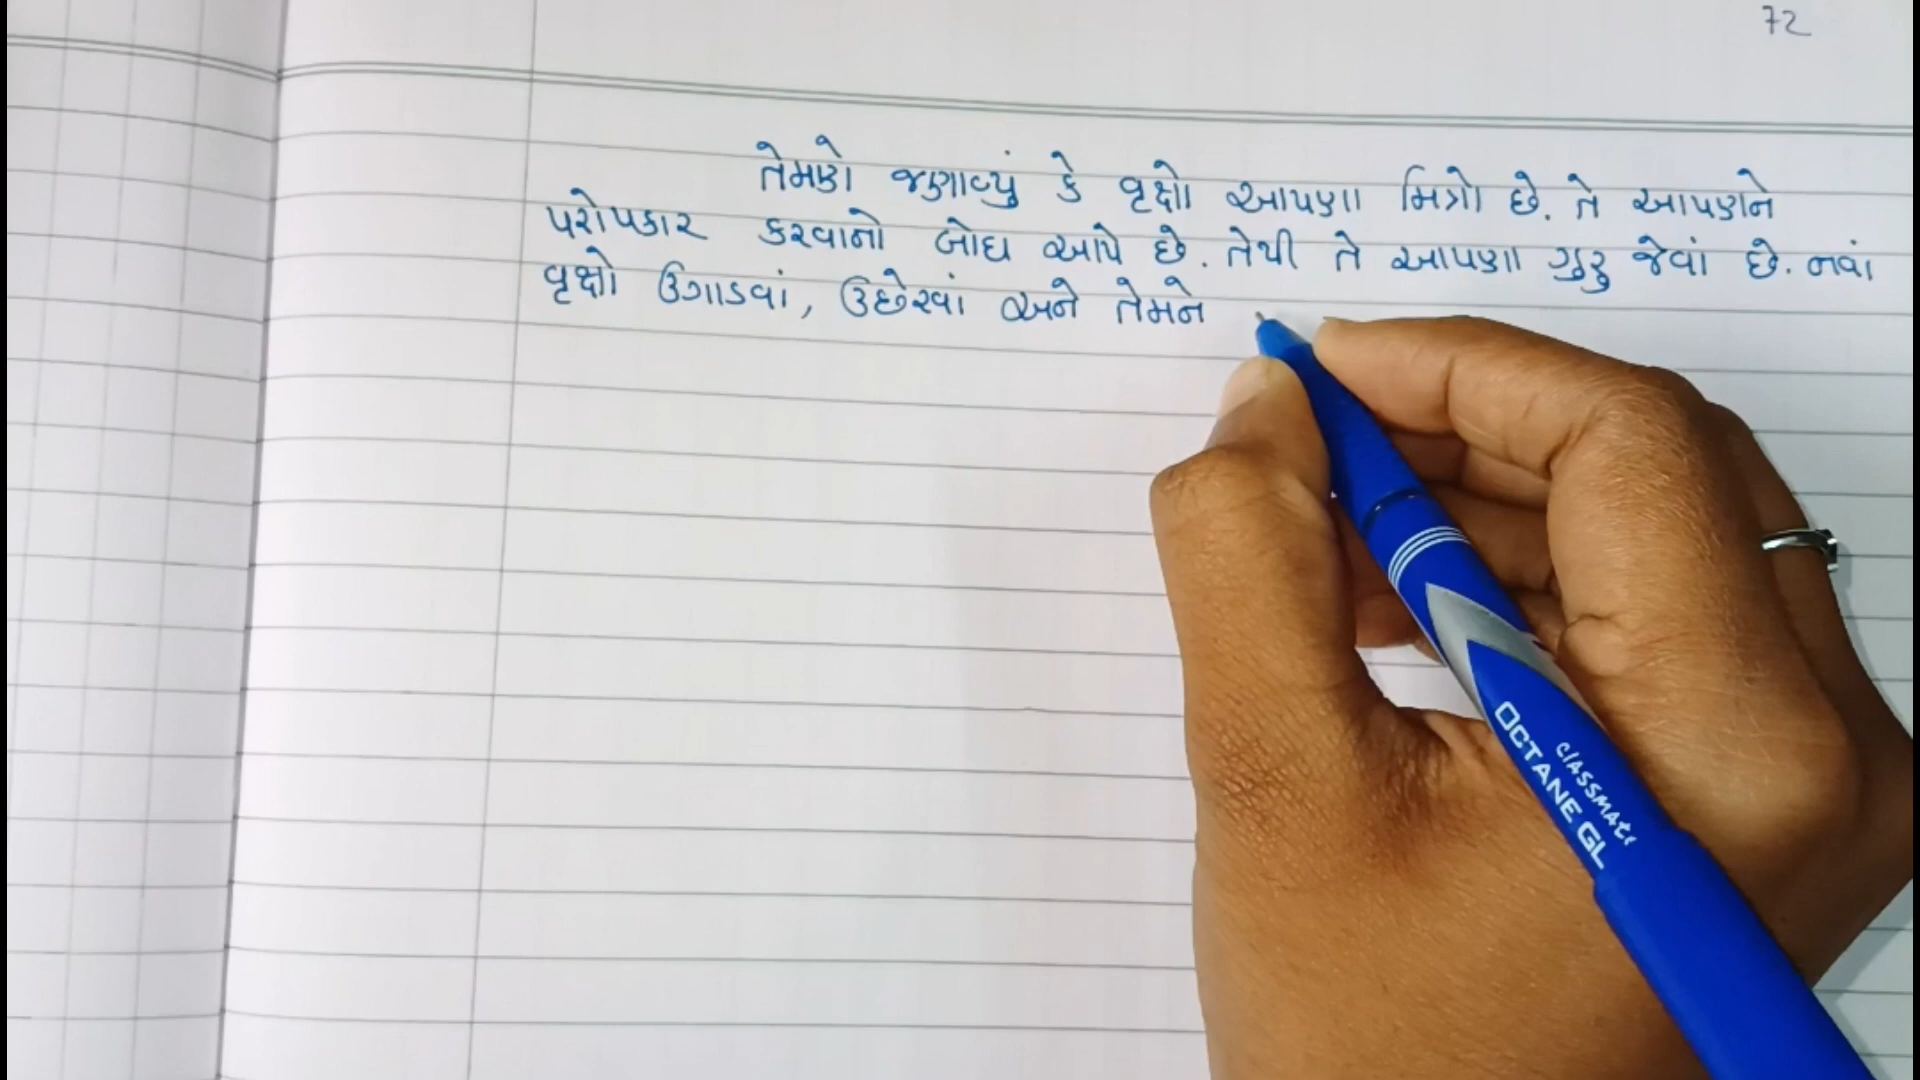 72
તેમણે જણાવ્યું કે વૃક્ષો આપણા મિત્રો છે. તે આપણને
પરોપકાર કરવાનો બોધ આપે છે. તેથી તે આપણા ગુરુ જેવાં છે. નવાં
વૃક્ષો ઉગાડવાં, ઉછેરવાં અને તેમને
classmate
OCTANE GL